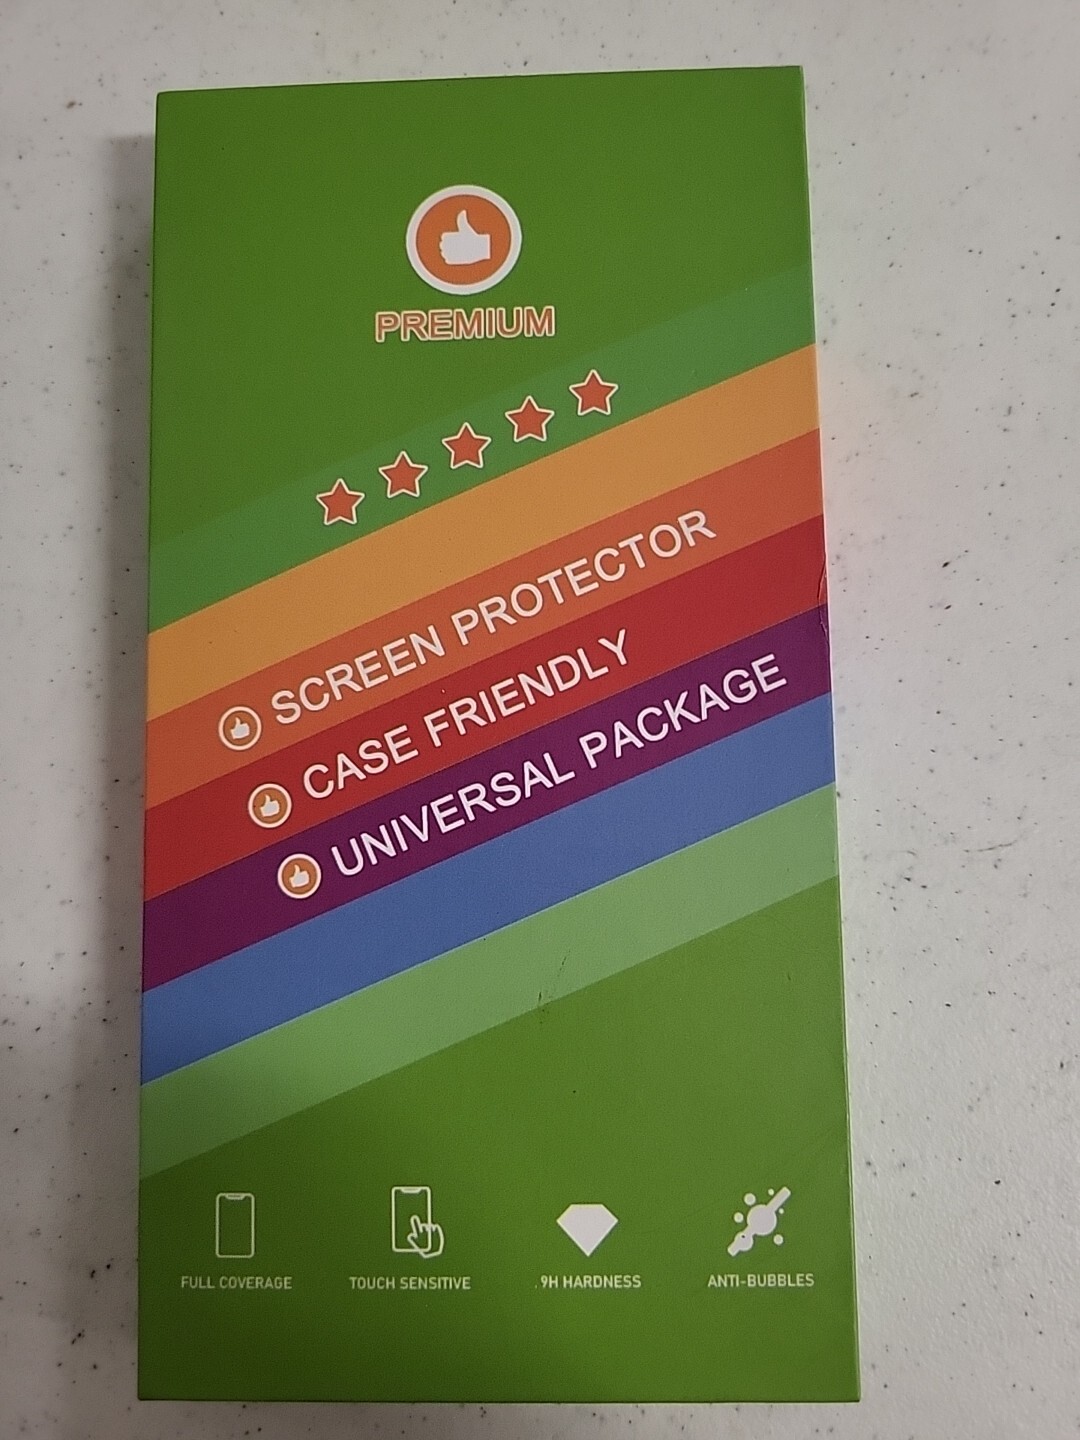 PREMIUM
SCREEN PROTECTOR
CASE FRIENDLY
UNIVERSAL PACKAGE
FULL COVERAGE
TOUCH SENSITIVE
9H HARDNESS
ANTI-BUBBLES